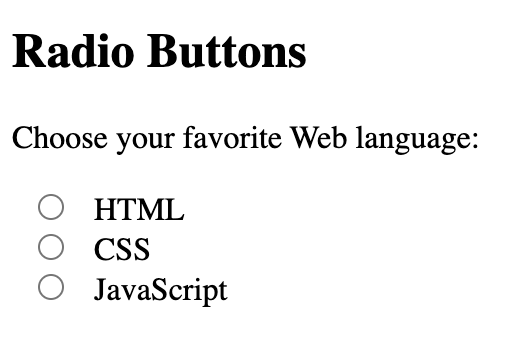 Radio Buttons
Choose your favorite Web language:
HTML
CSS
JavaScript